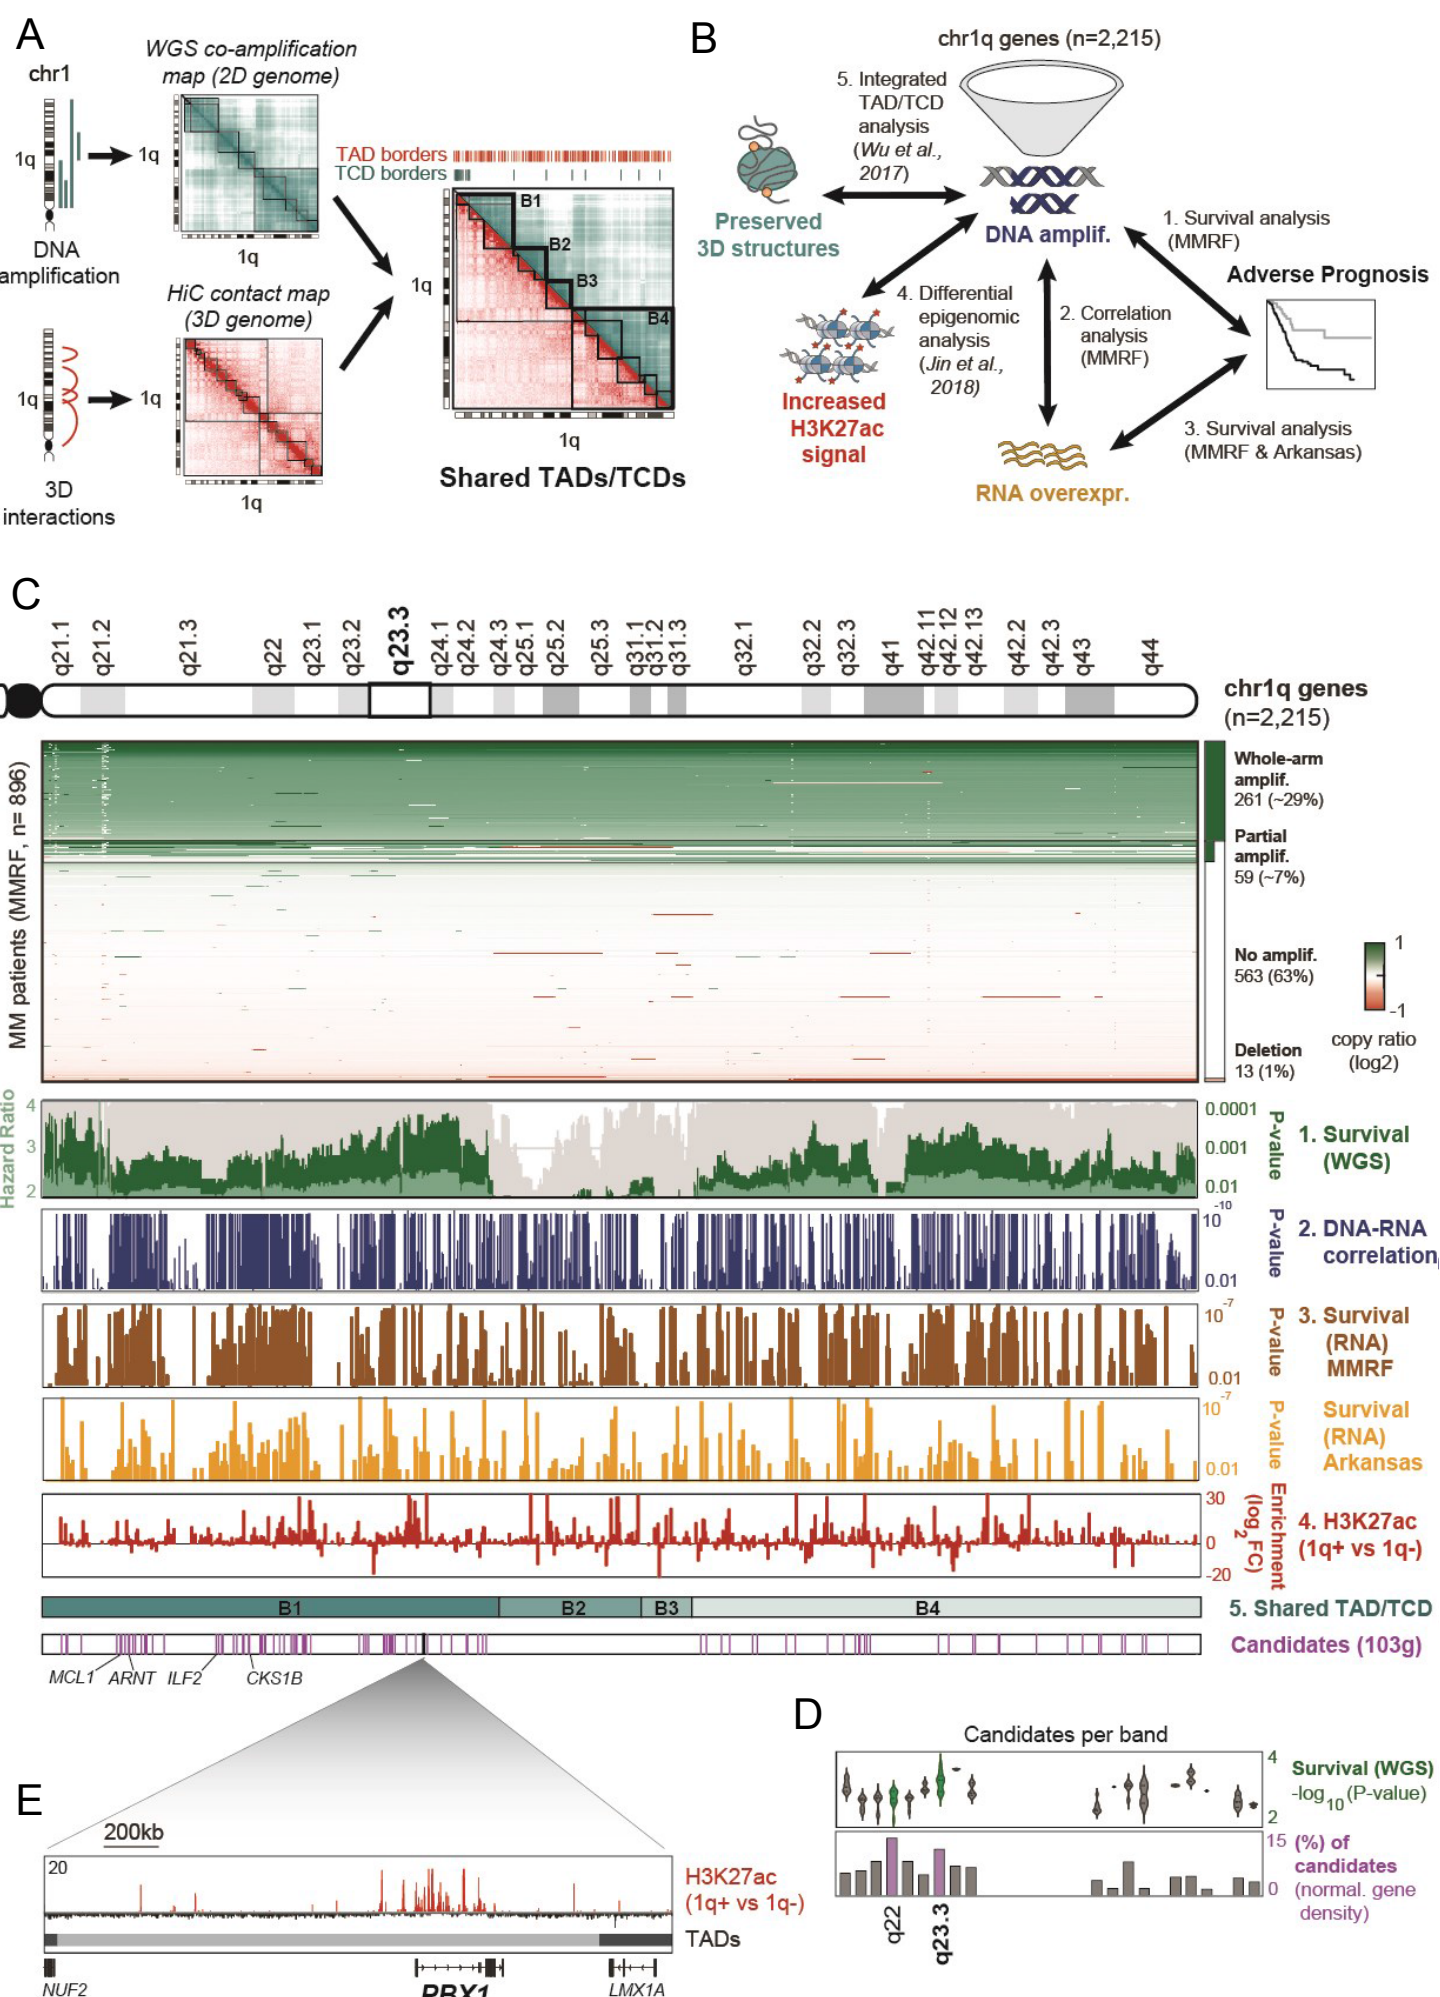 A
WGS co-amplification
map (2D genome)
chr1
1q
1q
1q
DNA
amplification
HiC contact map
(3D genome)
1q
1q
1q
3D
interactions
TAD borders
TCD borders
B1
B2
B3
B4
1q
1q
Shared TADs/TCDs
B
chr1q genes (n=2,215)
5. Integrated
TAD/TCD
analysis
(Wu et al.,
2017)
Preserved
3D structures
DNA amplif.
1. Survival analysis
(MMRF)
Adverse Prognosis
4. Differential
epigenomic
analysis
(Jin et al.,
2018)
2. Correlation
analysis
(MMRF)
Increased
H3K27ac
signal
3. Survival analysis
(MMRF & Arkansas)
RNA overexpr.
C
q21.1
q21.2
q21.3
q22
q23.1
q23.2
q23.3
q24.1
q24.2
q24.3
q25.1
q25.2
q25.3
q31.1
q31.2
q31.3
q32.1
q32.2
q32.3
q41
q42.11
q42.12
q42.13
q42.2
q42.3
q43
q44
chr1q genes
(n=2,215)
MM patients (MMRF, n= 896)
Whole-arm
amplif.
261 (~29%)
Partial
amplif.
59 (~7%)
No amplif.
563 (63%)
Deletion
13 (1%)
1
-1
copy ratio
(log2)
Hazard Ratio
4
3
2
0.0001
0.001
0.01
P-value
1. Survival
(WGS)
10-10
0.01
P-value
2. DNA-RNA
correlation
10-7
0.01
P-value
3. Survival
(RNA)
MMRF
10-7
0.01
P-value
Survival
(RNA)
Arkansas
30
0
-20
Enrichment
(log2 FC)
4. H3K27ac
(1q+ vs 1q-)
B1
B2
B3
B4
5. Shared TAD/TCD
Candidates (103g)
MCL1
ARNT
ILF2
CKS1B
D
Candidates per band
4
2
Survival (WGS)
-log10 (P-value)
15
0
(%) of
candidates
(normal. gene
density)
q22
q23.3
E
200kb
20
H3K27ac
(1q+ vs 1q-)
TADs
NUF2
PBX1
LMX1A